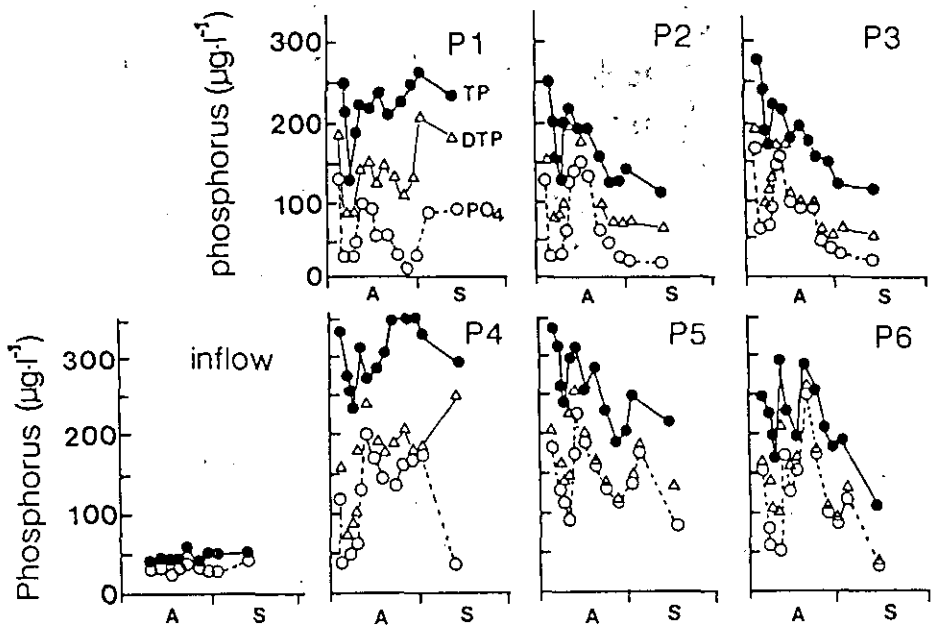 P1
P2
P3
phosphorus (µg·l⁻¹)
300
200
100
0
TP
DTP
PO4
A S
A S
A S
inflow
P4
P5
P6
Phosphorus (µg·l⁻¹)
300
200
100
0
A S
A S
A S
A S